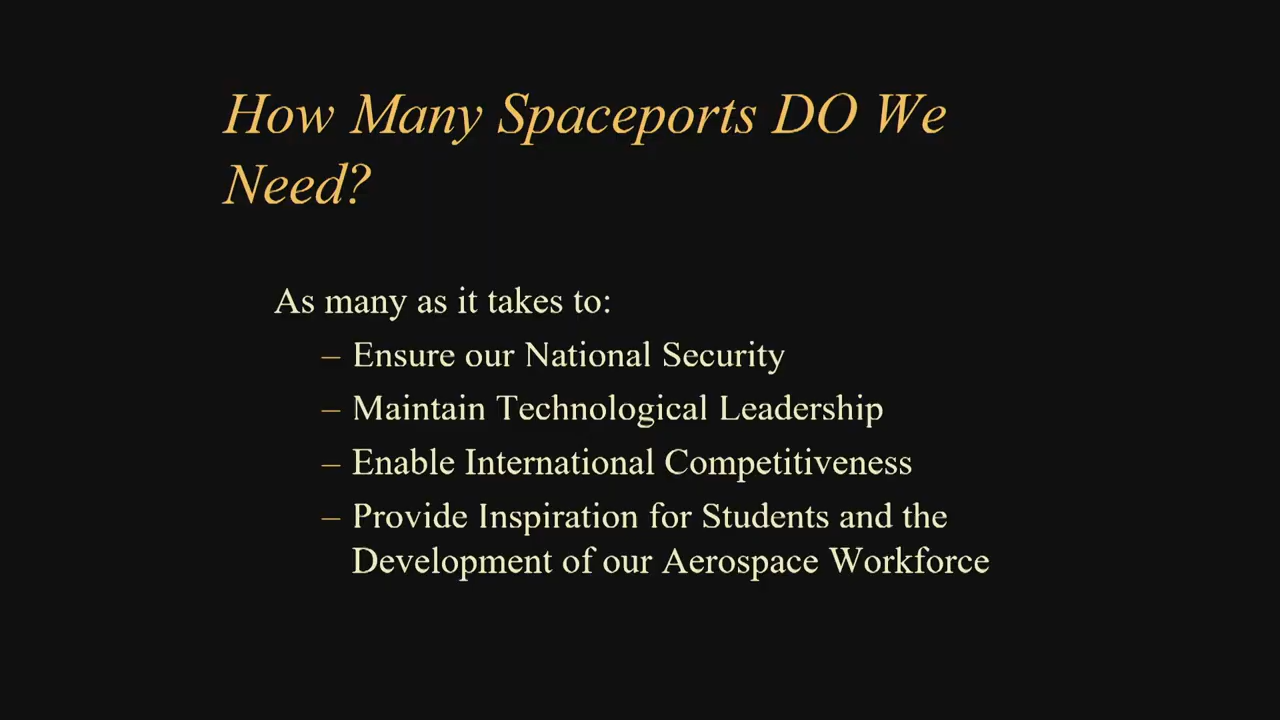 How Many Spaceports DO We
Need?
As many as it takes to:
– Ensure our National Security
– Maintain Technological Leadership
– Enable International Competitiveness
– Provide Inspiration for Students and the
Development of our Aerospace Workforce